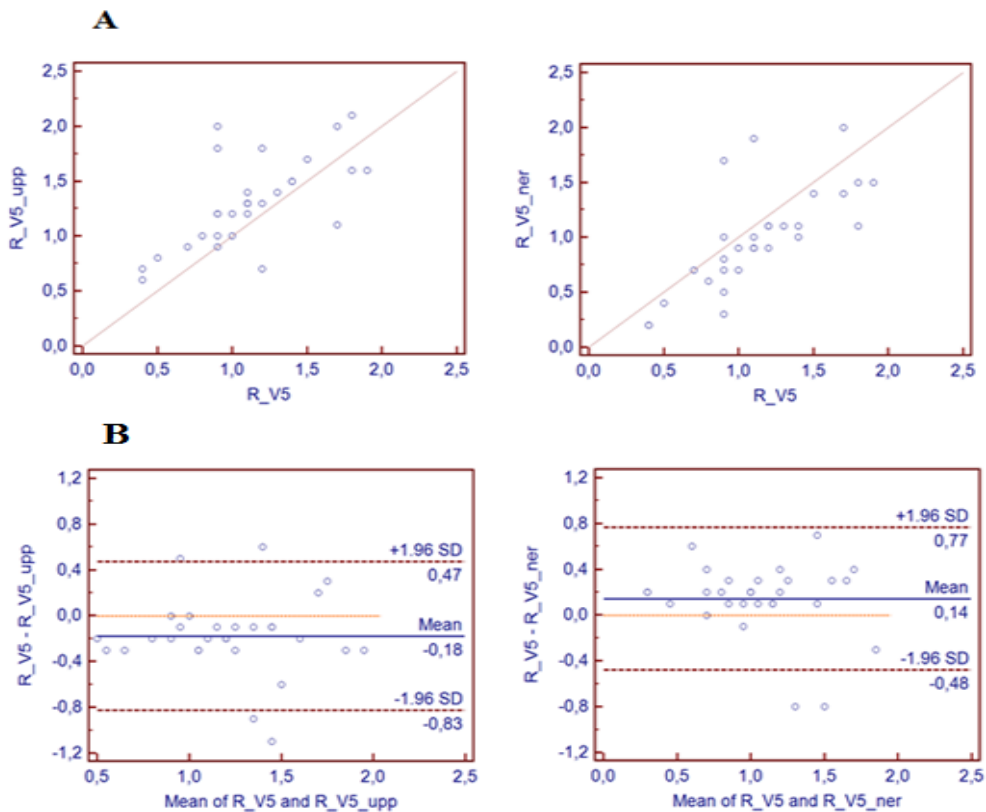 A
R_V5_upp
2,5
2,0
1,5
1,0
0,5
0,0
0,0 0,5 1,0 1,5 2,0 2,5
R_V5
R_V5_ner
2,5
2,0
1,5
1,0
0,5
0,0
0,0 0,5 1,0 1,5 2,0 2,5
R_V5
B
R_V5 - R_V5_upp
1,2
0,8
0,4
0,0
-0,4
-0,8
-1,2
+1.96 SD
0,47
Mean
-0,18
-1.96 SD
-0,83
0,5 1,0 1,5 2,0 2,5
Mean of R_V5 and R_V5_upp
R_V5 - R_V5_ner
1,2
0,8
0,4
0,0
-0,4
-0,8
-1,2
+1.96 SD
0,77
Mean
0,14
-1.96 SD
-0,48
0,0 0,5 1,0 1,5 2,0 2,5
Mean of R_V5 and R_V5_ner